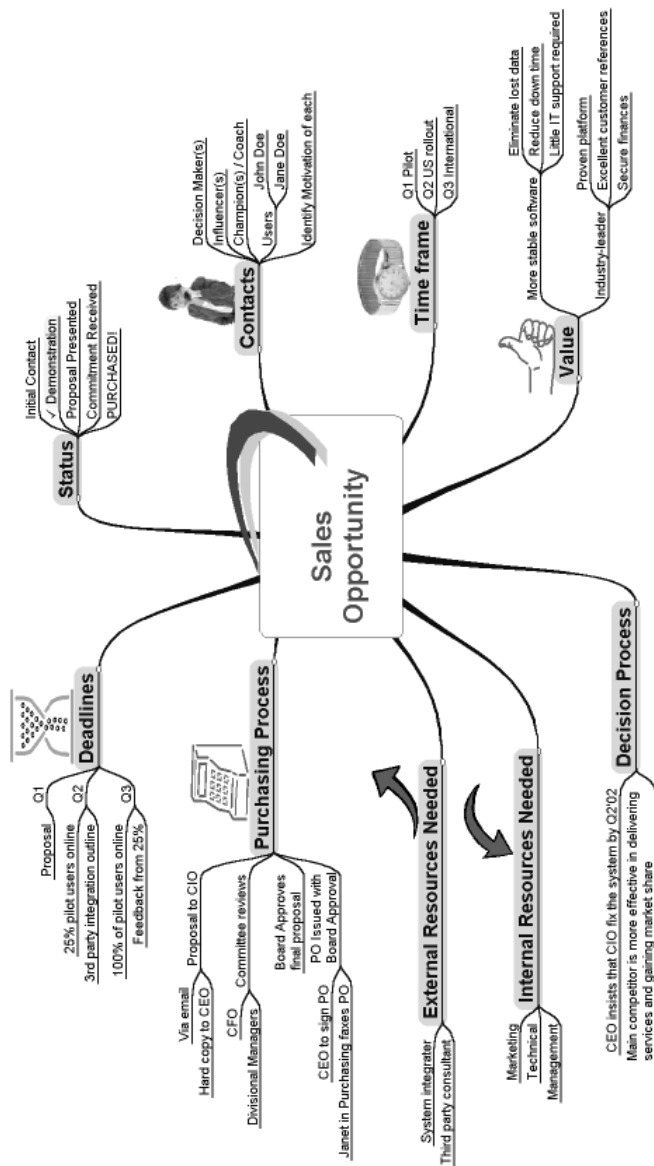 Sales
Opportunity
Status
Initial Contact
✓ Demonstration
Proposal Presented
Commitment Received
PURCHASED!
Contacts
Decision Maker(s)
Influencer(s)
Champion(s) / Coach
Users
John Doe
Jane Doe
Identify Motivation of each
Time frame
Q1 Pilot
Q2 US rollout
Q3 International
Value
More stable software
Eliminate lost data
Reduce down time
Little IT support required
Industry-leader
Proven platform
Excellent customer references
Secure finances
Deadlines
Q1
Proposal
Q2
25% pilot users online
3rd party integration outline
Q3
100% of pilot users online
Feedback from 25%
Purchasing Process
Proposal to CIO
Via email
Hard copy to CEO
Committee reviews
CFO
Divisional Managers
Board Approves
final proposal
PO Issued with
Board Approval
CEO to sign PO
Janet in Purchasing faxes PO
External Resources Needed
System integrater
Third party consultant
Internal Resources Needed
Marketing
Technical
Management
Decision Process
CEO insists that CIO fix the system by Q2'02
Main competitor is more effective in delivering
services and gaining market share